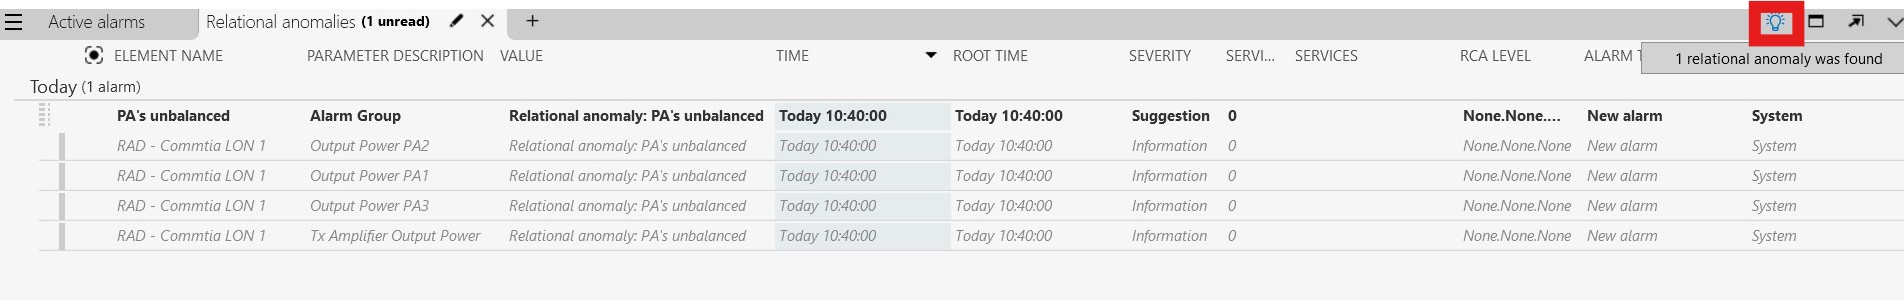 Active alarms Relational anomalies (1 unread)
ELEMENT NAME PARAMETER DESCRIPTION VALUE TIME ROOT TIME SEVERITY SERVI... SERVICES RCA LEVEL ALARM T
1 relational anomaly was found
Today (1 alarm)
PA's unbalanced Alarm Group Relational anomaly: PA's unbalanced Today 10:40:00 Today 10:40:00 Suggestion 0 None.None.... New alarm System
RAD - Commtia LON 1 Output Power PA2 Relational anomaly: PA's unbalanced Today 10:40:00 Today 10:40:00 Information 0 None.None.None New alarm System
RAD - Commtia LON 1 Output Power PA1 Relational anomaly: PA's unbalanced Today 10:40:00 Today 10:40:00 Information 0 None.None.None New alarm System
RAD - Commtia LON 1 Output Power PA3 Relational anomaly: PA's unbalanced Today 10:40:00 Today 10:40:00 Information 0 None.None.None New alarm System
RAD - Commtia LON 1 Tx Amplifier Output Power Relational anomaly: PA's unbalanced Today 10:40:00 Today 10:40:00 Information 0 None.None.None New alarm System